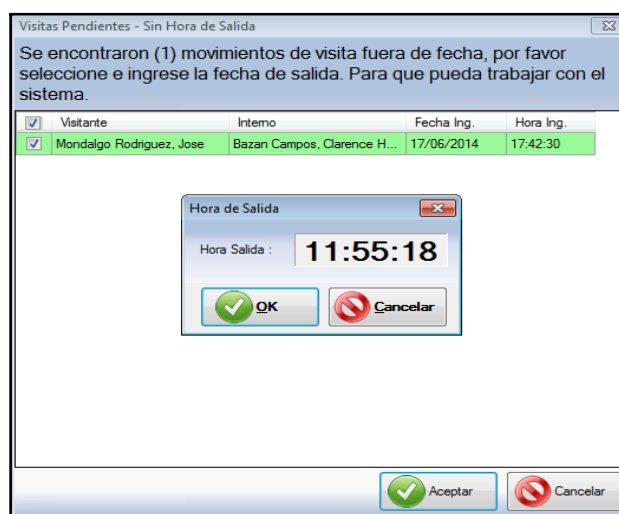 Visitas Pendientes - Sin Hora de Salida
Se encontraron (1) movimientos de visita fuera de fecha, por favor
seleccione e ingrese la fecha de salida. Para que pueda trabajar con el
sistema.
Visitante Interno Fecha Ing. Hora Ing.
Mondalgo Rodriguez, Jose Bazan Campos, Clarence H... 17/06/2014 17:42:30
Hora de Salida
Hora Salida : 11:55:18
OK Cancelar
Aceptar Cancelar